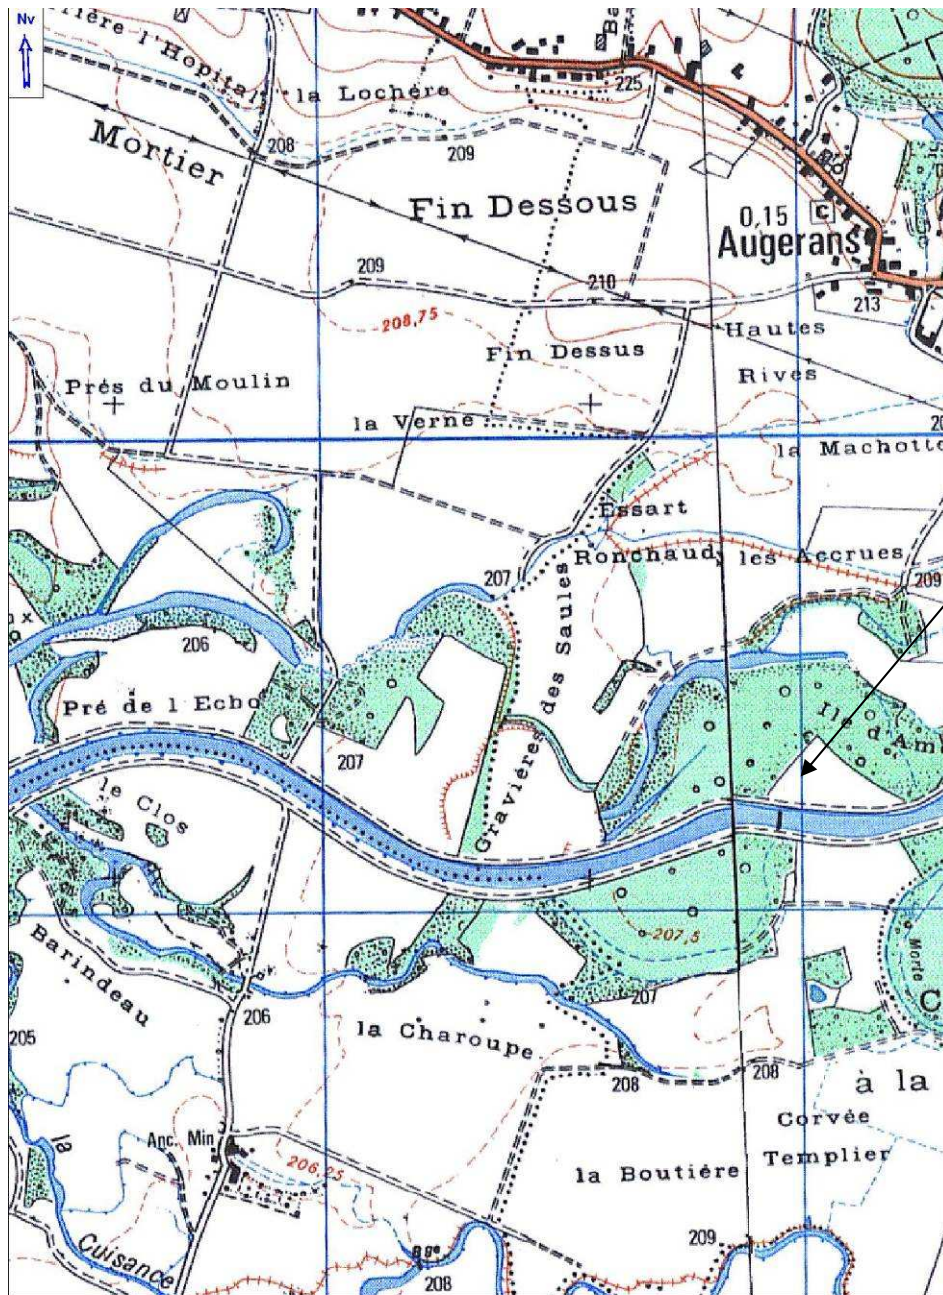 Nv
l'Hopital
la Lochère
225
Mortier
208
209
Fin Dessous
0,15 C
Augerans
209
210
213
208,75
Hautes
Rives
Fin Dessus
Prés du Moulin
la Verne
la Machotte
Essart
Ronchaud
les Accrues
207
209
206
Gravières des Saules
Pré de l'Echo
207
Ile d'Am
le Clos
207,5
Morte
Barindeau
206
207
la Charoupe
205
208
208
C
à la
Corvée
Templier
Anc. Min
206,25
la Boutière
la
Cuisance
209
208